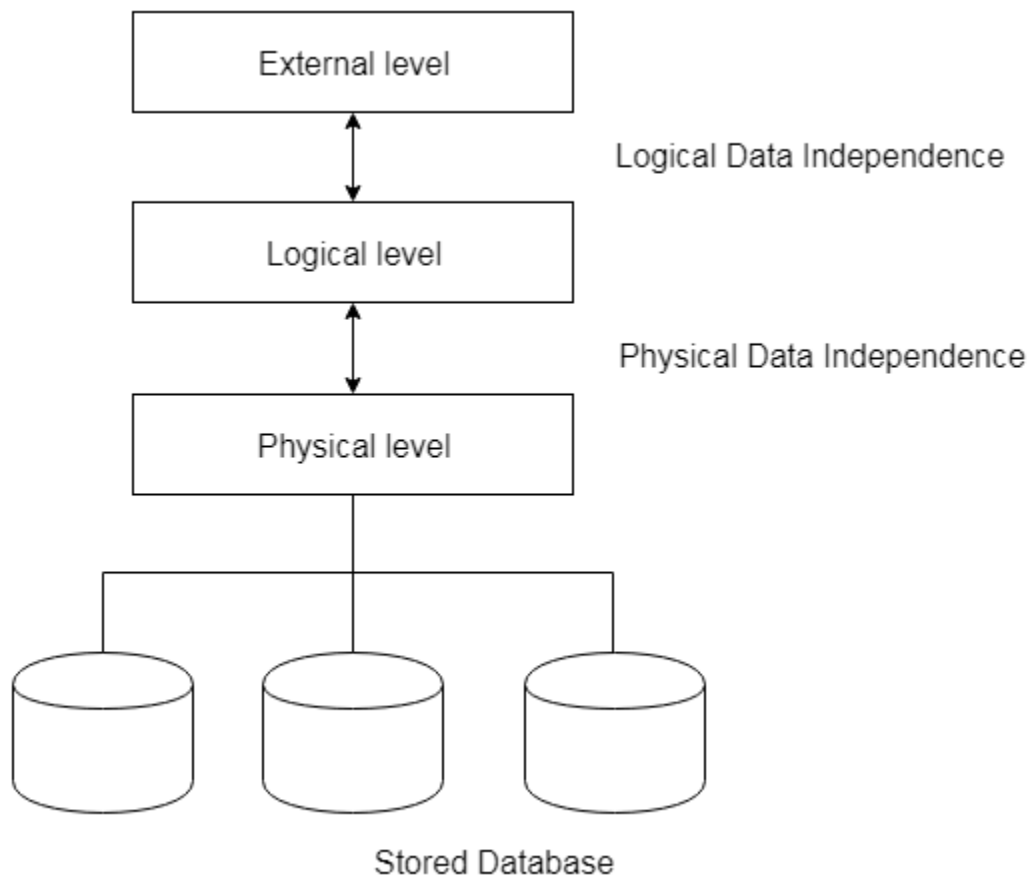 External level
Logical Data Independence
Logical level
Physical Data Independence
Physical level
Stored Database